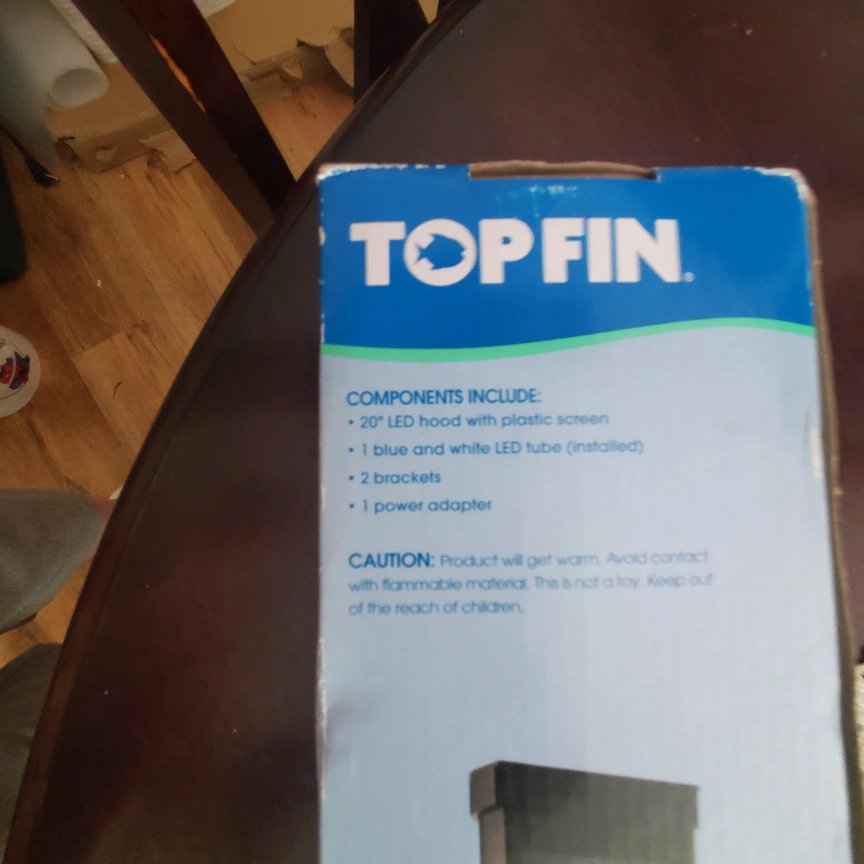 TOP FIN.
COMPONENTS INCLUDE:
• 20" LED hood with plastic screen
• 1 blue and white LED tube (installed)
• 2 brackets
• 1 power adapter
CAUTION: Product will get warm. Avoid contact
with flammable material. This is not a toy. Keep out
of the reach of children.